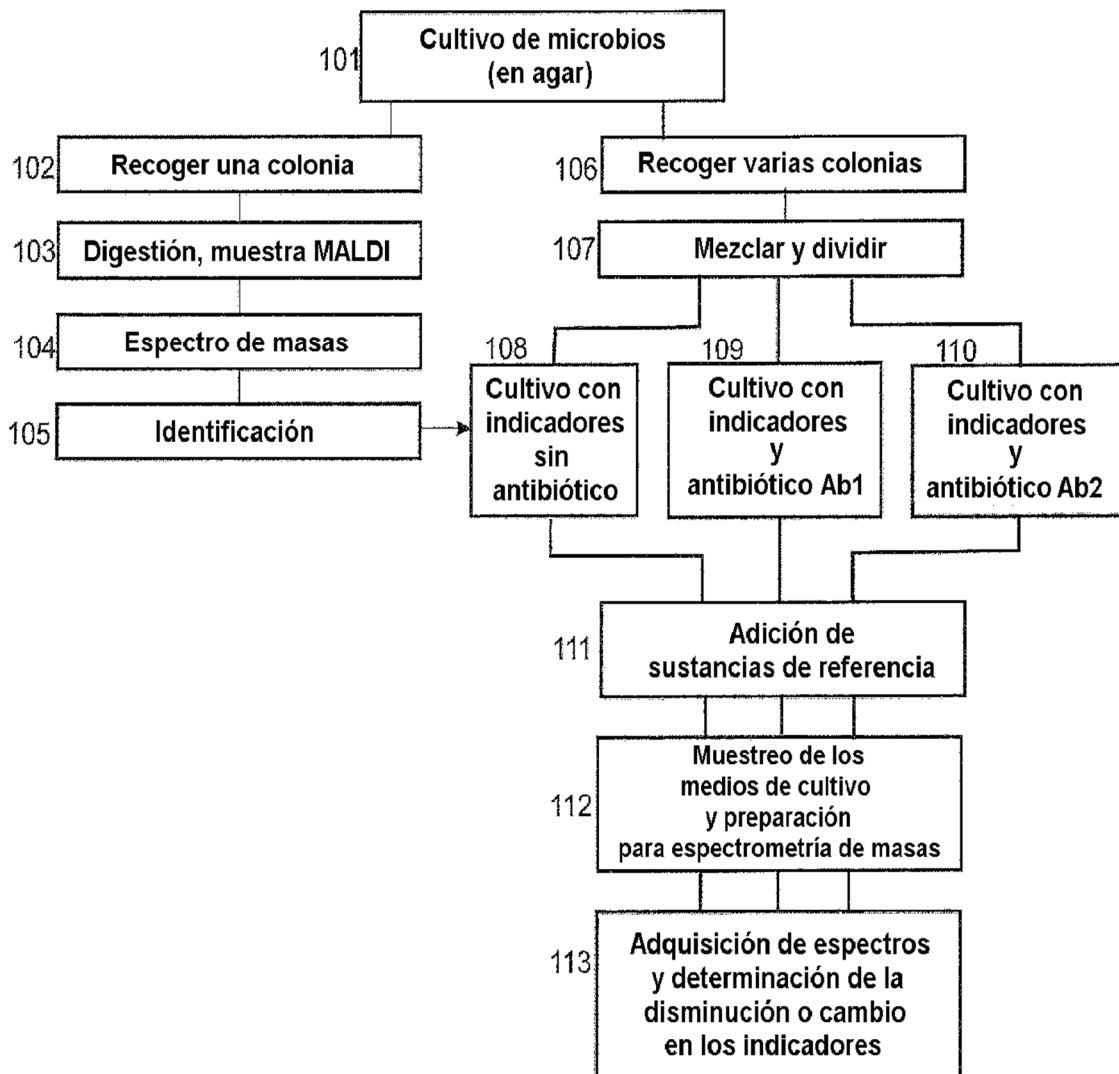 101
Cultivo de microbios
(en agar)
102
Recoger una colonia
103
Digestión, muestra MALDI
104
Espectro de masas
105
Identificación
106
Recoger varias colonias
107
Mezclar y dividir
108
Cultivo con
indicadores
sin
antibiótico
109
Cultivo con
indicadores
y
antibiótico Ab1
110
Cultivo con
indicadores
y
antibiótico Ab2
111
Adición de
sustancias de referencia
112
Muestreo de los
medios de cultivo
y preparación
para espectrometría de masas
113
Adquisición de espectros
y determinación de la
disminución o cambio
en los indicadores